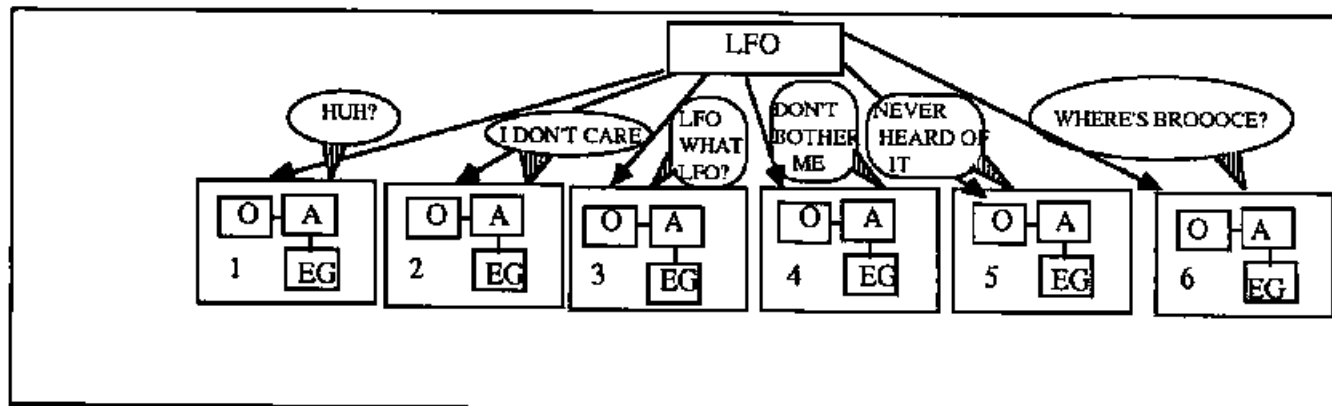 LFO
HUH?
I DON'T CARE
LFO
WHAT
LFO?
DON'T
BOTHER
ME
NEVER
HEARD OF
IT
WHERE'S BROOOCE?
O A
EG
1
O A
EG
2
O A
EG
3
O A
EG
4
O A
EG
5
O A
EG
6